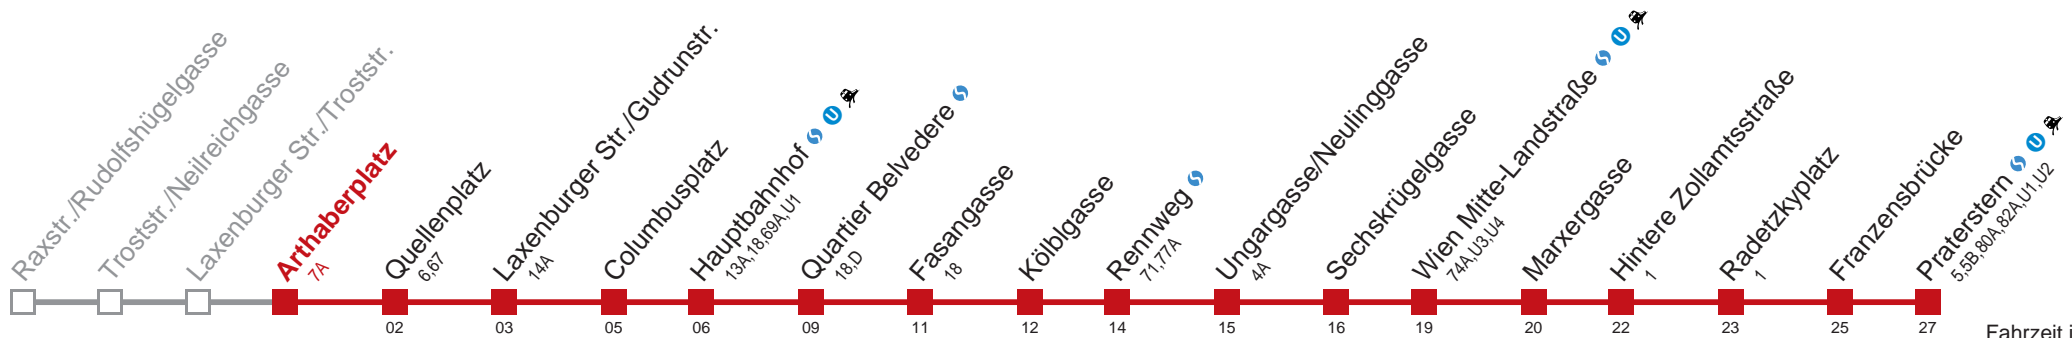 Raxstr./Rudolfshügelgasse
Troststr./Neilreichgasse
Laxenburger Str./Troststr.
Arthaberplatz
7A
Quellenplatz
6,67
Laxenburger Str./Gudrunstr.
14A
Columbusplatz
Hauptbahnhof S U
13A,18,69A,U1
Quartier Belvedere S
18,D
Fasangasse
18
Kölblgasse
Rennweg S
71,77A
Ungargasse/Neulinggasse
4A
Sechskrügelgasse
Wien Mitte-Landstraße S U
74A,U3,U4
Marxergasse
Hintere Zollamtsstraße
1
Radetzkyplatz
1
Franzensbrücke
Praterstern S U
5,5B,80A,82A,U1,U2
02 03 05 06 09 11 12 14 15 16 19 20 22 23 25 27
Fahrzeit i